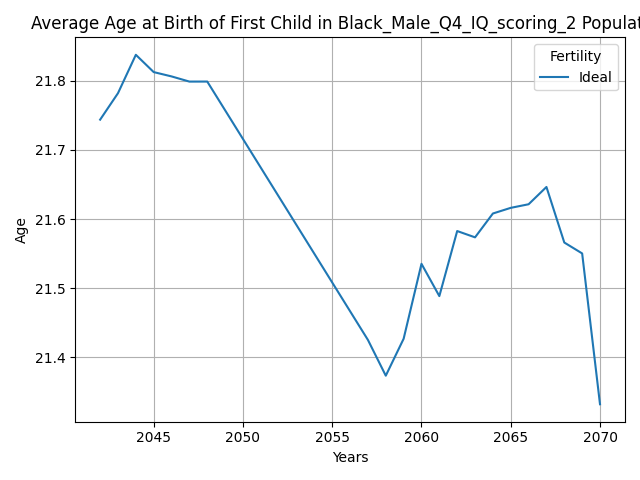 Average Age at Birth of First Child in Black_Male_Q4_IQ_scoring_2 Populat
Fertility
Ideal
21.8
21.7
21.6
21.5
21.4
Age
2045 2050 2055 2060 2065 2070
Years